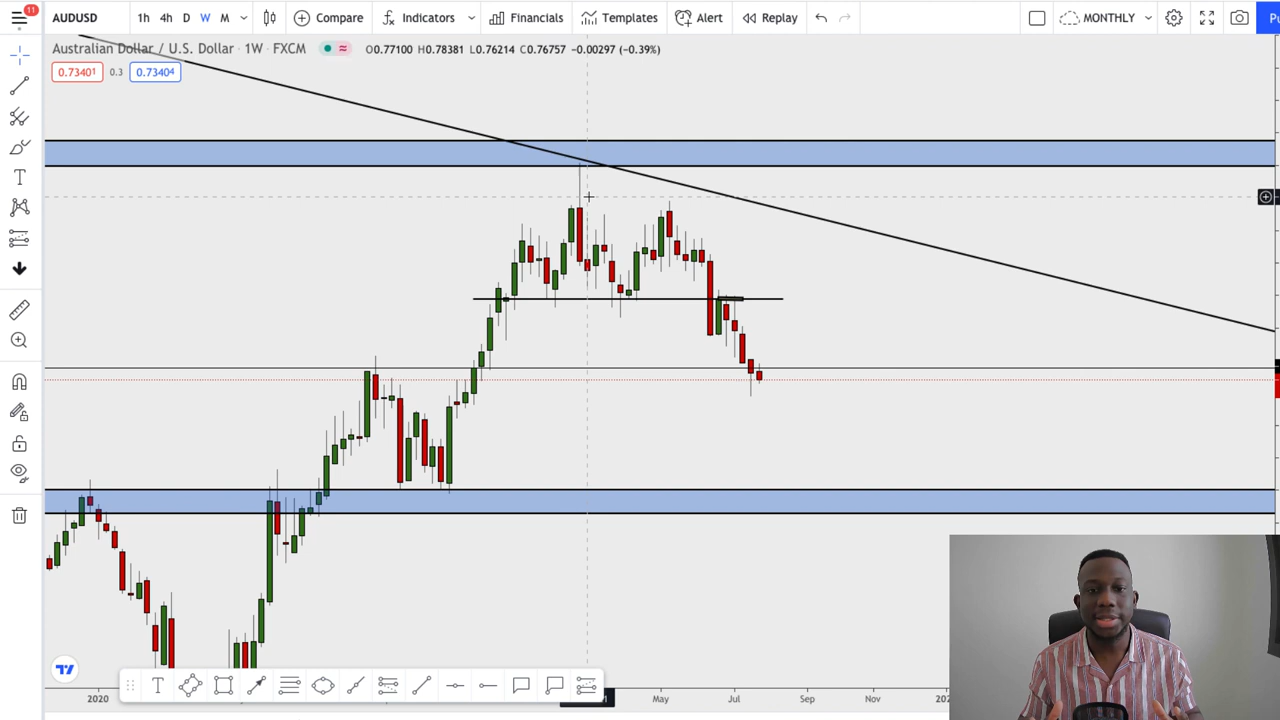 11
AUDUSD
1h 4h D W M
Compare
Indicators
Financials
Templates
Alert
Replay
MONTHLY
Australian Dollar / U.S. Dollar · 1W · FXCM
O0.77100 H0.78381 L0.76214 C0.76757 −0.00297 (−0.39%)
0.73401 0.3 0.73404
T
T
2020 May Jul Sep Nov